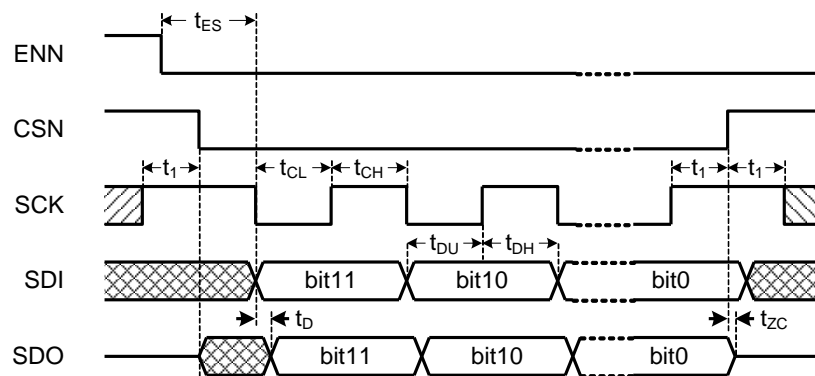 tES
ENN
CSN
t1 tCL tCH t1 t1
SCK
tDU tDH
SDI bit11 bit10 bit0
tD tZC
SDO bit11 bit10 bit0